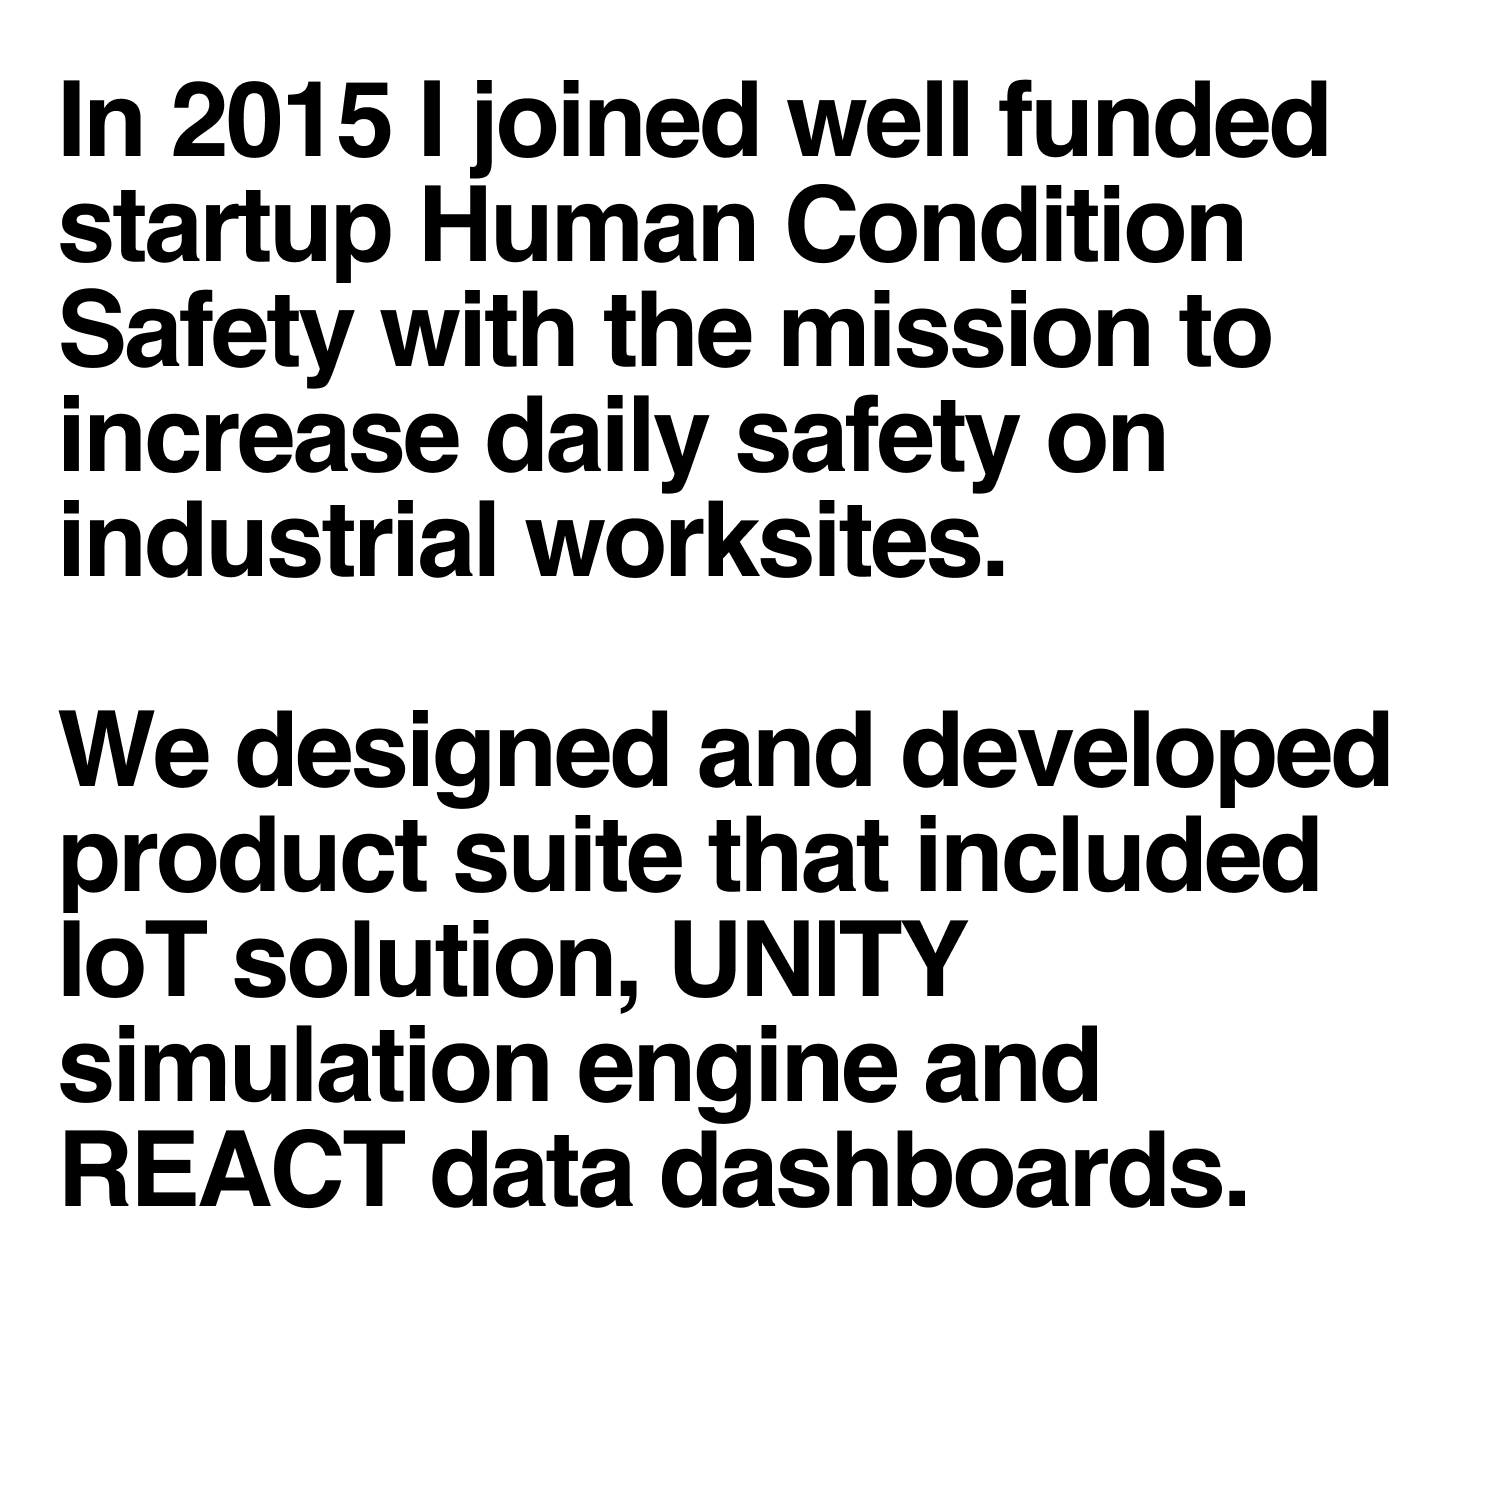 In 2015 I joined well funded
startup Human Condition
Safety with the mission to
increase daily safety on
industrial worksites.
We designed and developed
product suite that included
IoT solution, UNITY
simulation engine and
REACT data dashboards.